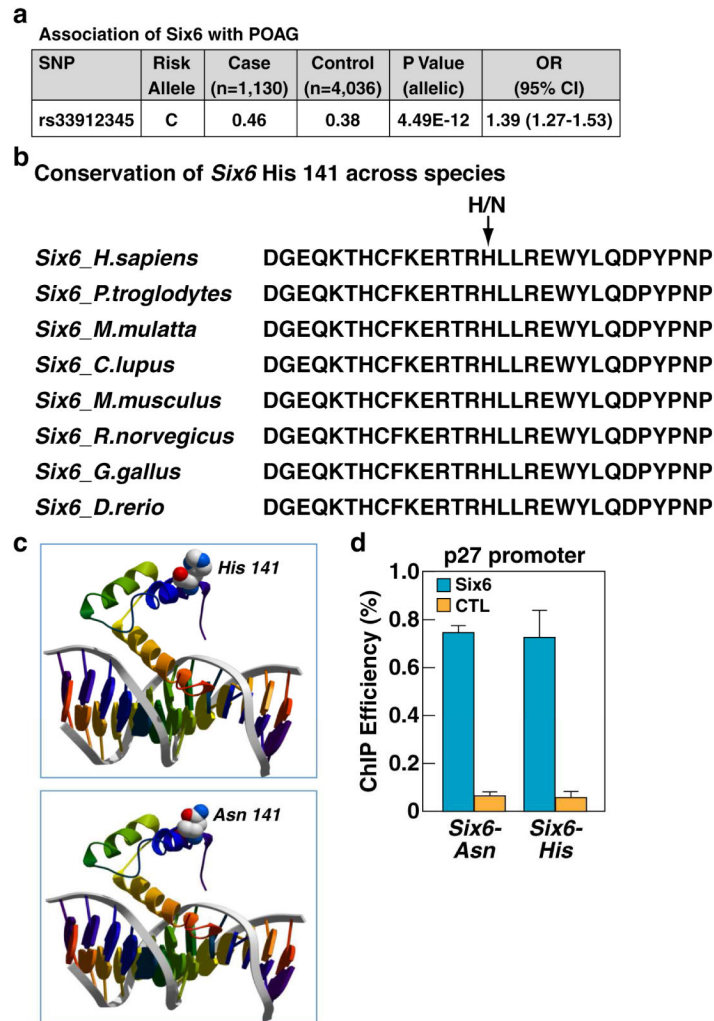 a
Association of Six6 with POAG
SNP Risk Allele Case (n=1,130) Control (n=4,036) P Value (allelic) OR (95% CI)
rs33912345 C 0.46 0.38 4.49E-12 1.39 (1.27-1.53)
b Conservation of Six6 His 141 across species
H/N
Six6_H.sapiens DGEQKTHCFKERTRHLLREWYLQDPYPNP
Six6_P.troglodytes DGEQKTHCFKERTRHLLREWYLQDPYPNP
Six6_M.mulatta DGEQKTHCFKERTRHLLREWYLQDPYPNP
Six6_C.lupus DGEQKTHCFKERTRHLLREWYLQDPYPNP
Six6_M.musculus DGEQKTHCFKERTRHLLREWYLQDPYPNP
Six6_R.norvegicus DGEQKTHCFKERTRHLLREWYLQDPYPNP
Six6_G.gallus DGEQKTHCFKERTRHLLREWYLQDPYPNP
Six6_D.rerio DGEQKTHCFKERTRHLLREWYLQDPYPNP
c
His 141
Asn 141
d
p27 promoter
Six6
CTL
ChIP Efficiency (%)
1.0
0.8
0.6
0.4
0.2
0
Six6-
Asn
Six6-
His